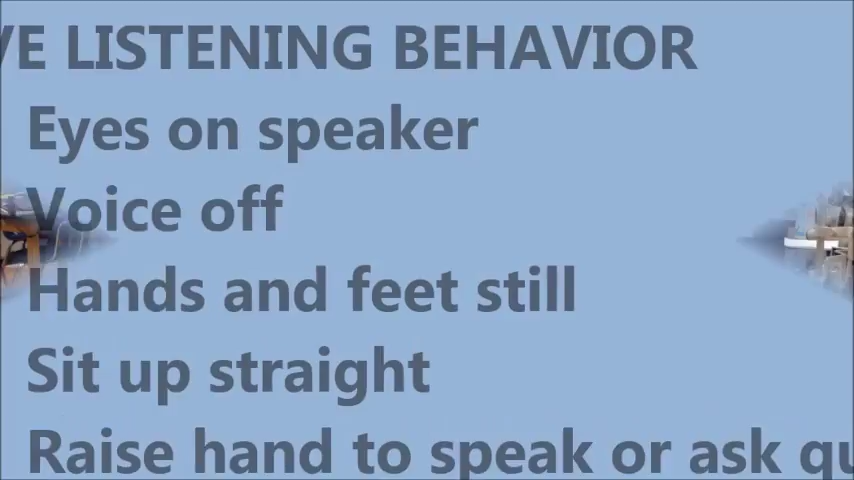 VE LISTENING BEHAVIOR
Eyes on speaker
Voice off
Hands and feet still
Sit up straight
Raise hand to speak or ask qu